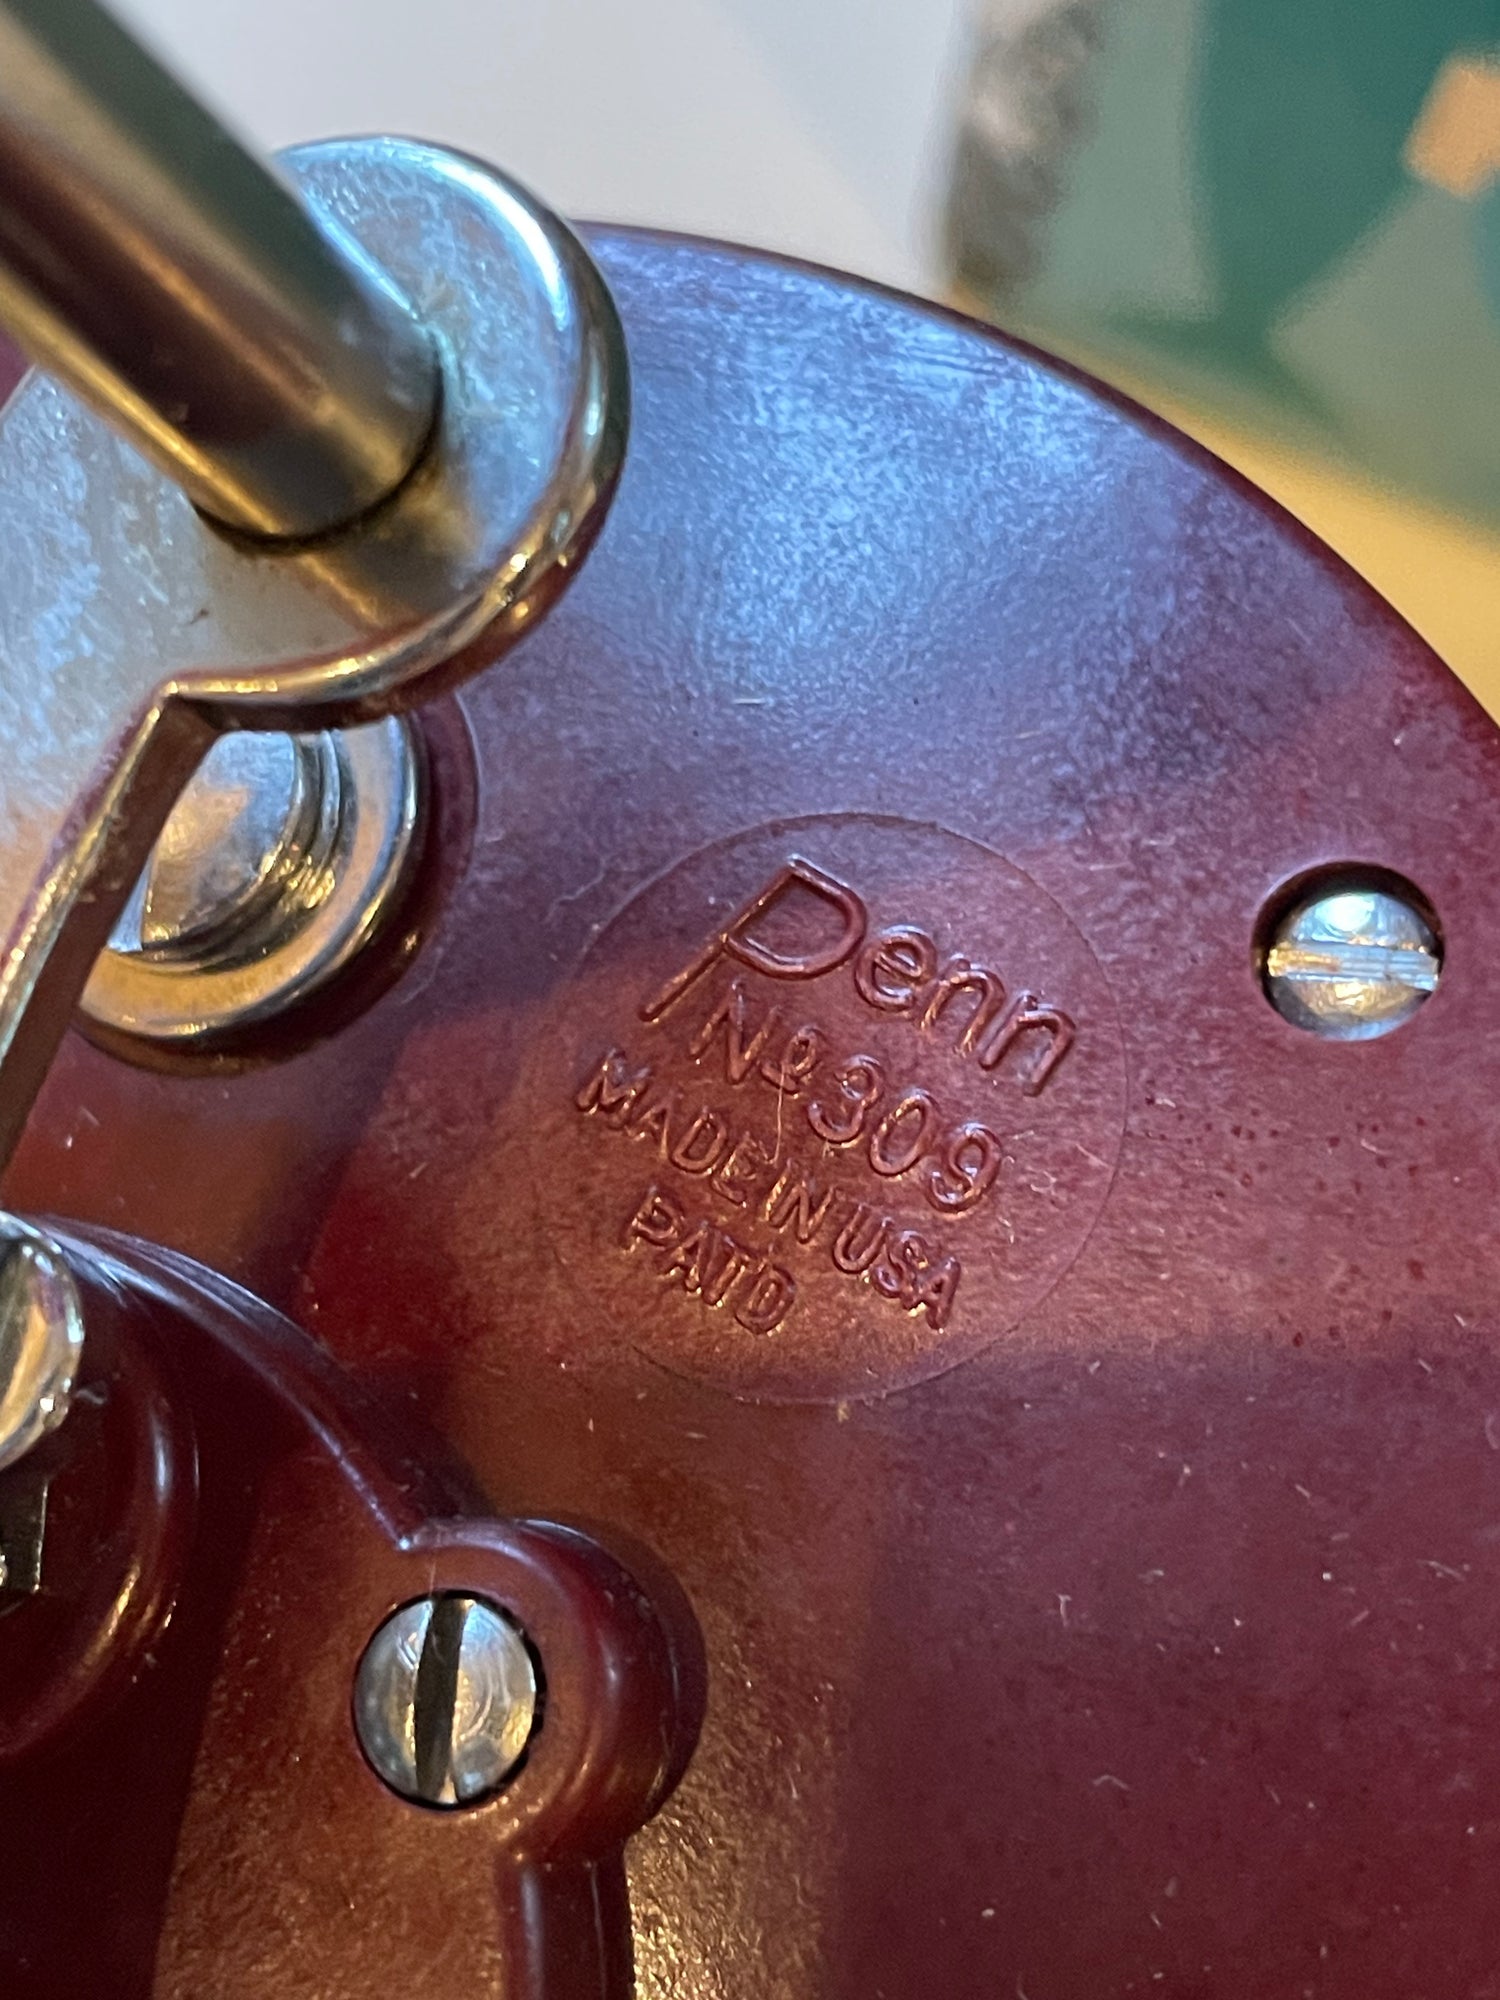 Penn
No 309
MADE IN USA
PATD